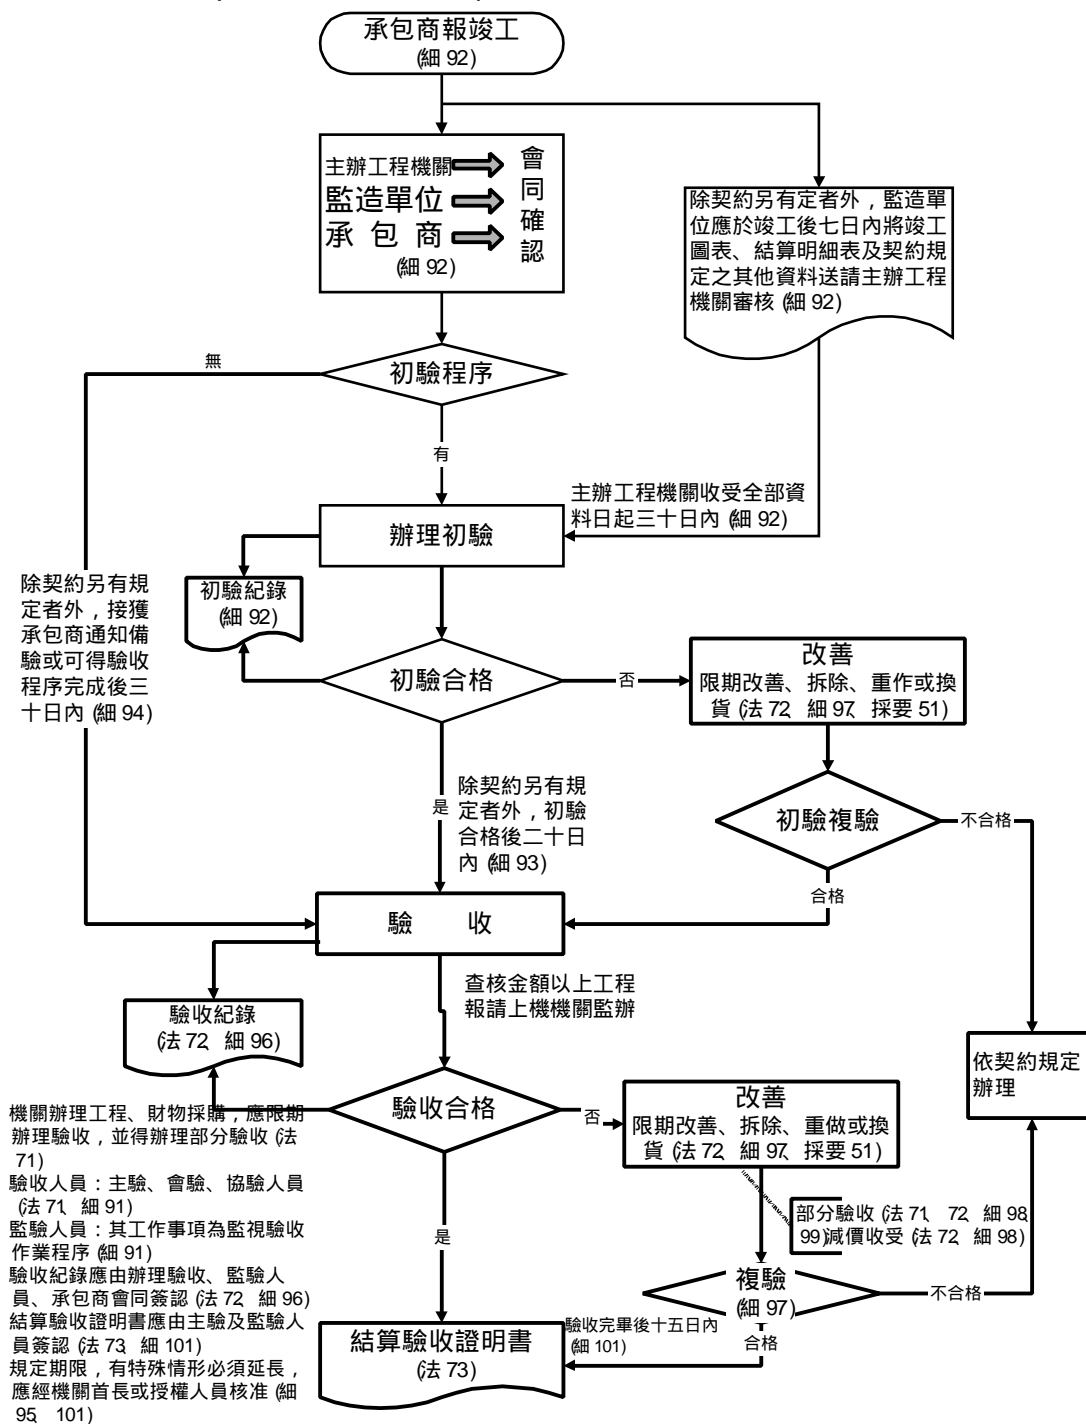 承包商報竣工
(細 92)
主辦工程機關
監造單位
承 包 商
(細 92)
會
同
確
認
除契約另有定者外，監造單
位應於竣工後七日內將竣工
圖表、結算明細表及契約規
定之其他資料送請主辦工程
機關審核 (細 92)
初驗程序
無
有
主辦工程機關收受全部資
料日起三十日內 (細 92)
辦理初驗
初驗紀錄
(細 92)
除契約另有規
定者外，接獲
承包商通知備
驗或可得驗收
程序完成後三
十日內 (細 94)
初驗合格
否
改善
限期改善、拆除、重作或換
貨 (法 72、細 97、採要 51)
初驗複驗
不合格
合格
是
除契約另有規
定者外，初驗
合格後二十日
內 (細 93)
驗 收
查核金額以上工程
報請上機機關監辦
驗收紀錄
(法 72、細 96)
依契約規定
辦理
驗收合格
否
改善
限期改善、拆除、重做或換
貨 (法 72、細 97、採要 51)
部分驗收 (法 71、72、細 98、
99)減價收受 (法 72、細 98)
是
複驗
(細 97)
不合格
合格
驗收完畢後十五日內
(細 101)
結算驗收證明書
(法 73)
機關辦理工程、財物採購，應限期
辦理驗收，並得辦理部分驗收 (法
71)
驗收人員：主驗、會驗、協驗人員
(法 71、細 91)
監驗人員：其工作事項為監視驗收
作業程序 (細 91)
驗收紀錄應由辦理驗收、監驗人
員、承包商會同簽認 (法 72、細 96)
結算驗收證明書應由主驗及監驗人
員簽認 (法 73、細 101)
規定期限，有特殊情形必須延長，
應經機關首長或授權人員核准 (細
95、101)